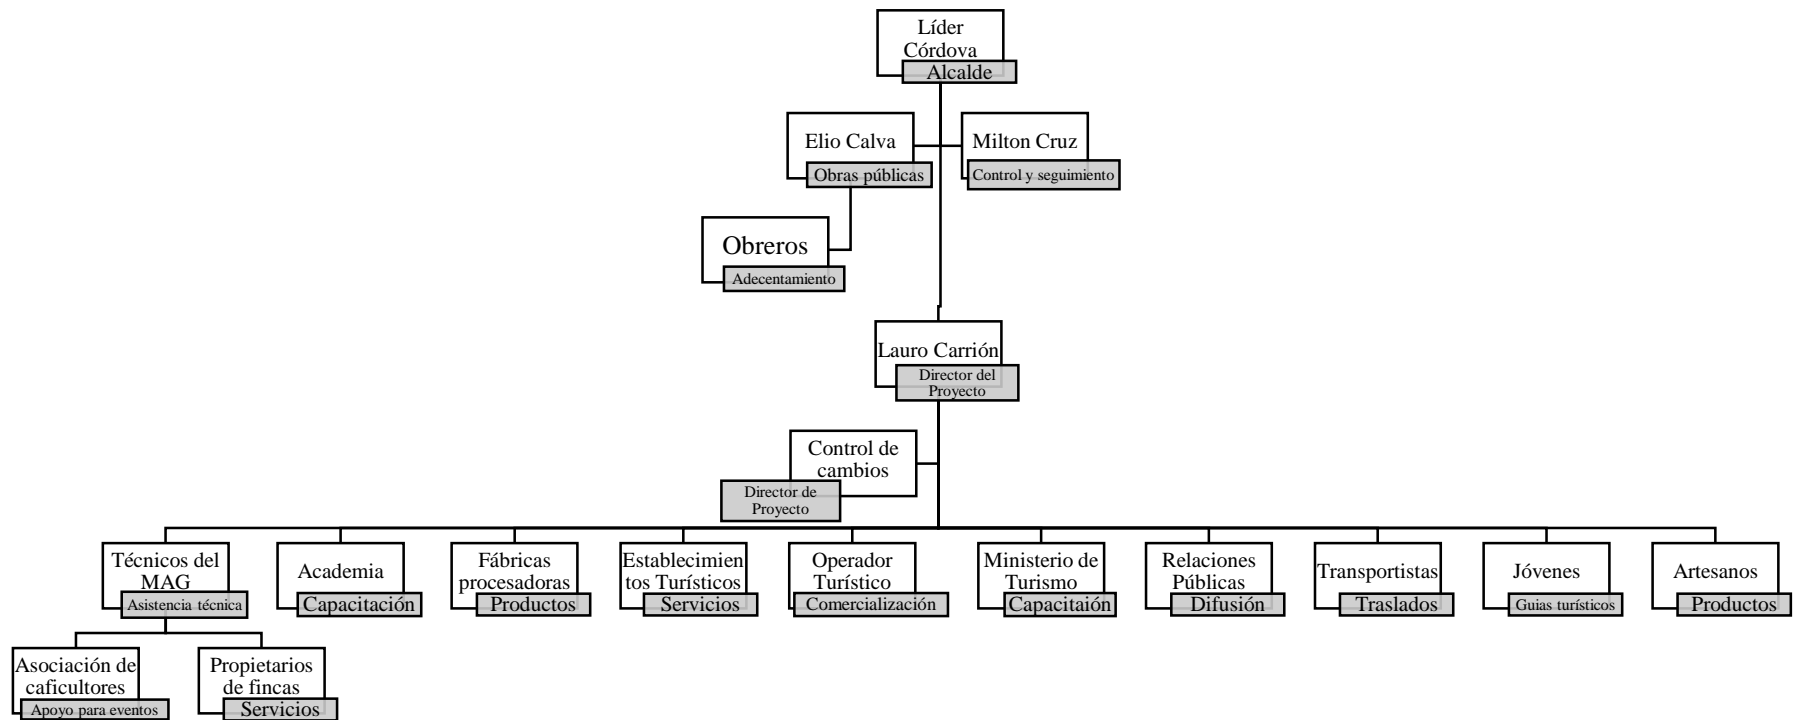 Líder
Córdova
Alcalde
Elio Calva
Obras públicas
Milton Cruz
Control y seguimiento
Obreros
Adecentamiento
Lauro Carrión
Director del
Proyecto
Control de
cambios
Director de
Proyecto
Técnicos del
MAG
Asistencia técnica
Academia
Capacitación
Fábricas
procesadoras
Productos
Establecimien
tos Turísticos
Servicios
Operador
Turístico
Comercialización
Ministerio de
Turismo
Capacitaión
Relaciones
Públicas
Difusión
Transportistas
Traslados
Jóvenes
Guias turísticos
Artesanos
Productos
Asociación de
caficultores
Apoyo para eventos
Propietarios
de fincas
Servicios